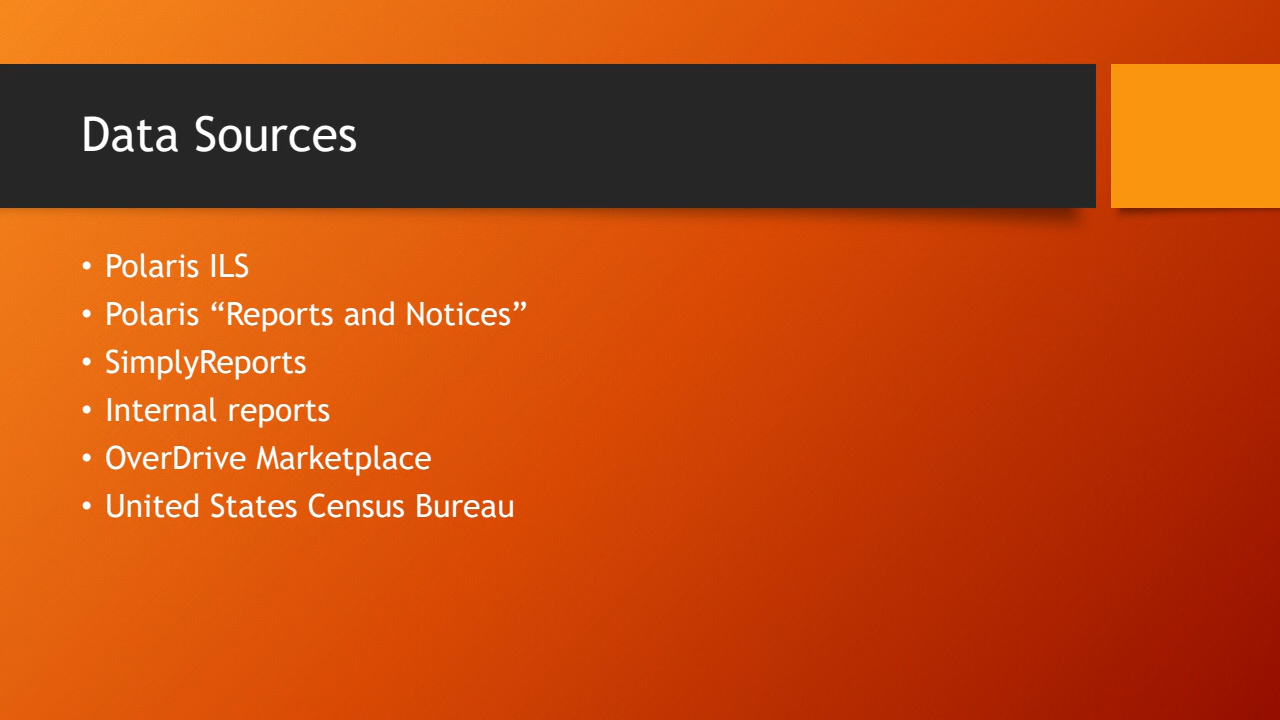 Data Sources
• Polaris ILS
• Polaris “Reports and Notices”
• SimplyReports
• Internal reports
• OverDrive Marketplace
• United States Census Bureau